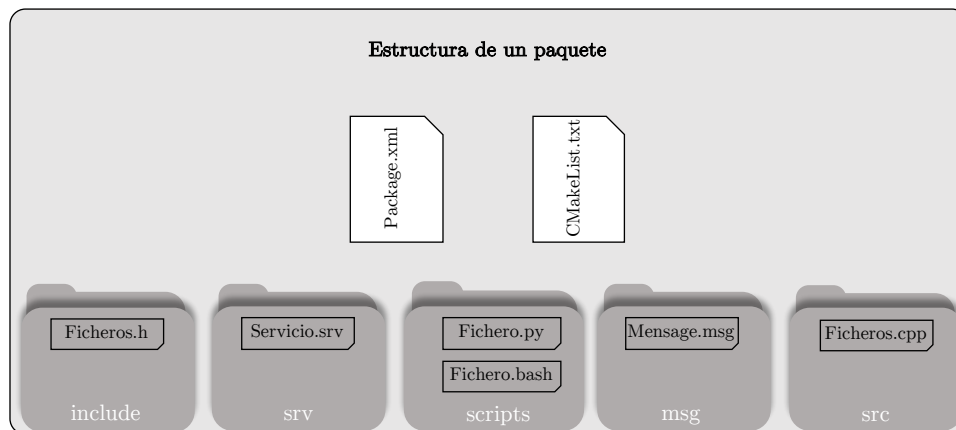 Estructura de un paquete
Package.xml
CMakeList.txt
Ficheros.h
Servicio.srv
Fichero.py
Mensage.msg
Ficheros.cpp
Fichero.bash
include
srv
scripts
msg
src